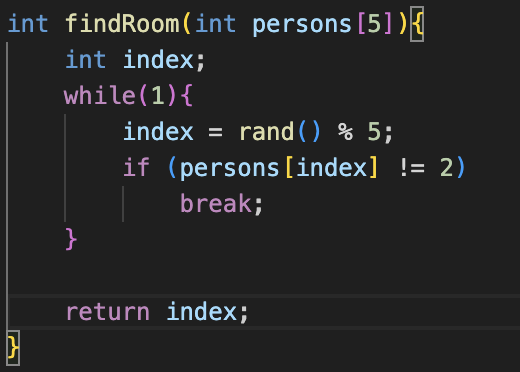 int findRoom(int persons[5]){
    int index;
    while(1){
        index = rand() % 5;
        if (persons[index] != 2)
            break;
    }

    return index;
}